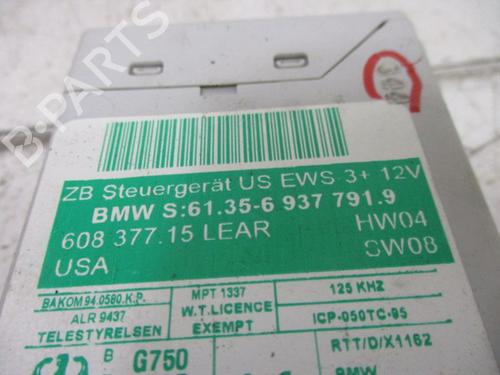 ZB Steuergerät US EWS 3+ 12V
BMW S:61.35-6 937 791.9
608 377.15 LEAR
HW04
USA
SW08
BAKOM 94.0580.K.P.
MPT 1337
125 KHZ
ALR 9437
W.T.LICENCE
ICP-050TC-95
TELESTYRELSEN
EXEMPT
B
G750
RTT/D/X1162
BMW
B-PARTS